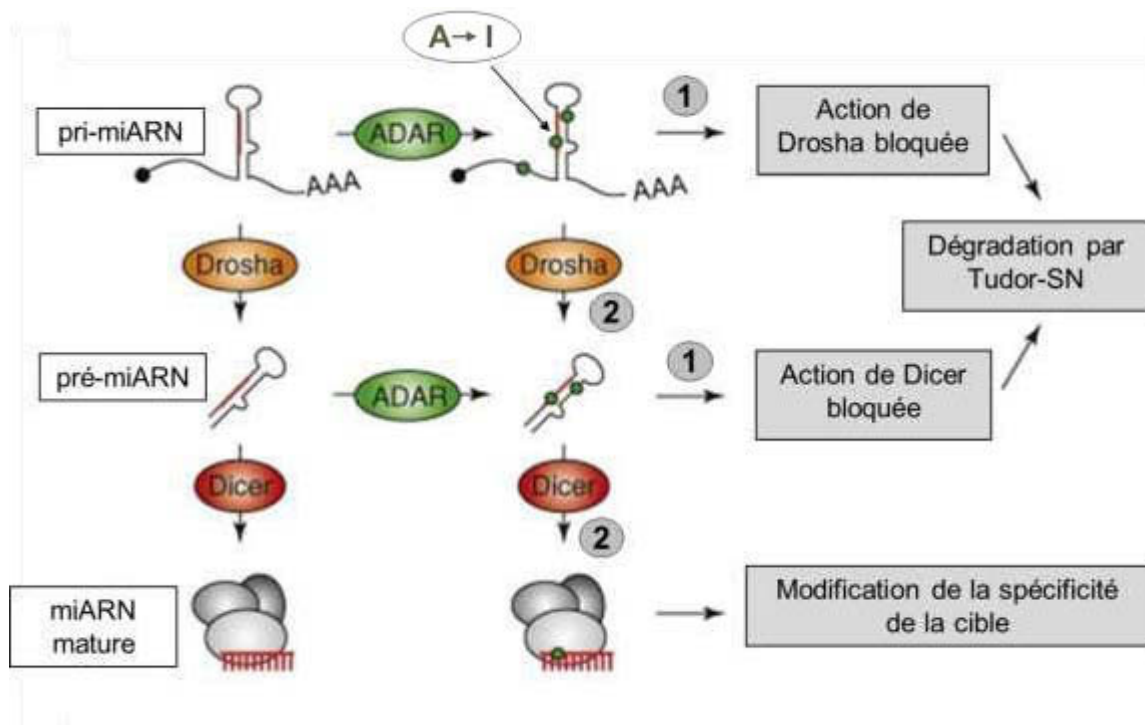 A→I
pri-miARN
ADAR
1
Action de
Drosha bloquée
AAA
AAA
Dégradation par
Tudor-SN
Drosha
Drosha
2
pré-miARN
ADAR
1
Action de Dicer
bloquée
Dicer
Dicer
2
miARN
mature
Modification de la spécificité
de la cible